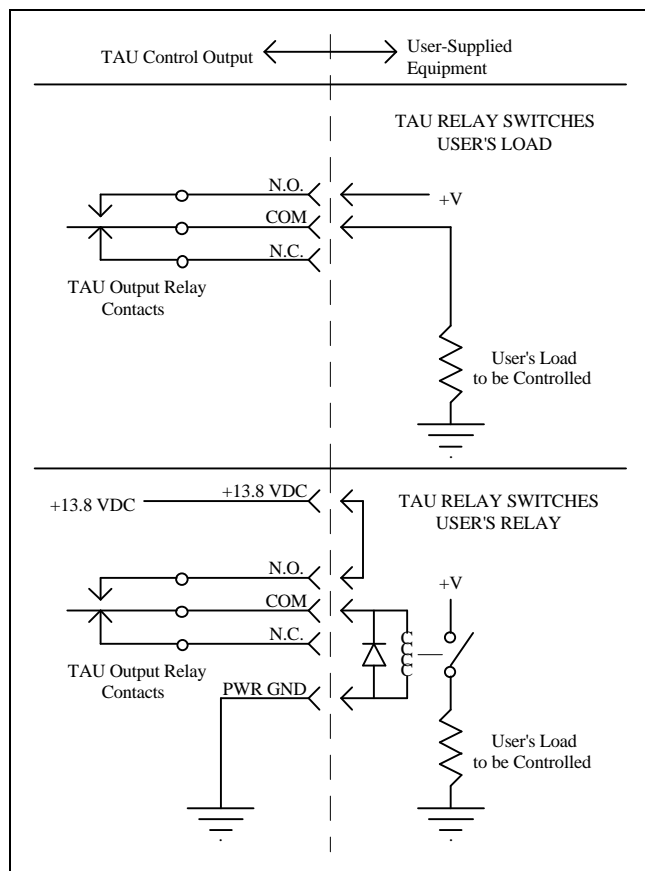 TAU Control Output
User-Supplied
Equipment
TAU RELAY SWITCHES
USER'S LOAD
N.O.
+V
COM
N.C.
TAU Output Relay
Contacts
User's Load
to be Controlled
+13.8 VDC
+13.8 VDC
TAU RELAY SWITCHES
USER'S RELAY
N.O.
COM
+V
N.C.
TAU Output Relay
Contacts
PWR GND
User's Load
to be Controlled